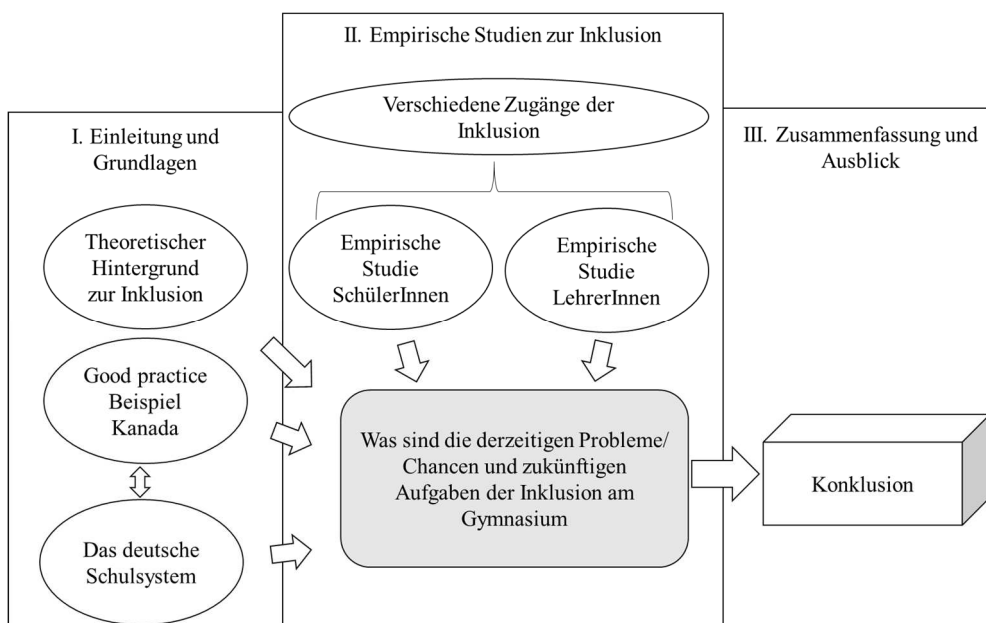 I. Einleitung und
Grundlagen
Theoretischer
Hintergrund
zur Inklusion
Good practice
Beispiel
Kanada
Das deutsche
Schulsystem
II. Empirische Studien zur Inklusion
Verschiedene Zugänge der
Inklusion
Empirische
Studie
SchülerInnen
Empirische
Studie
LehrerInnen
Was sind die derzeitigen Probleme/
Chancen und zukünftigen
Aufgaben der Inklusion am
Gymnasium
III. Zusammenfassung und
Ausblick
Konklusion